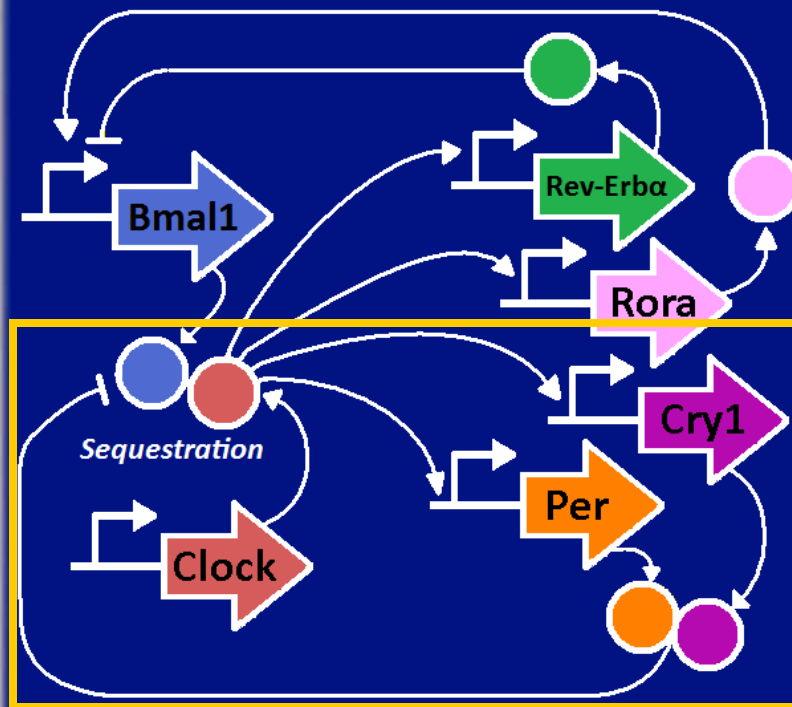 Rev-Erbα
Bmal1
Rora
Cry1
Sequestration
Per
Clock